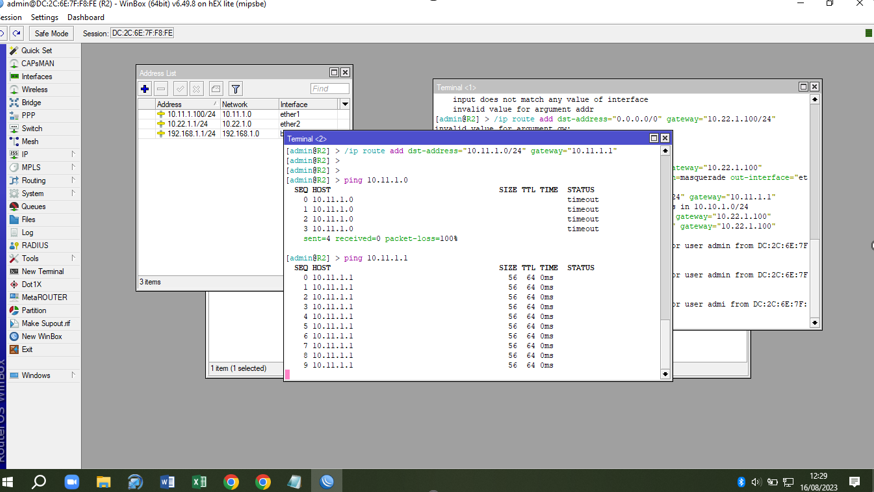 admin@DC:2C:6E:7F:F8:FE (R2) - WinBox (64bit) v6.49.8 on hEX lite (mipsbe)
ession Settings Dashboard
Safe Mode Session: DC:2C:6E:7F:F8:FE
Quick Set
CAPsMAN
Interfaces
Wireless
Bridge
PPP
Switch
Mesh
IP
MPLS
Routing
System
Queues
Files
Log
RADIUS
Tools
New Terminal
Dot1X
MetaROUTER
Partition
Make Supout.rif
New WinBox
Exit
Windows
RouterOS WinBox
Address List
Find
Address Network Interface
10.11.1.100/24 10.11.1.0 ether1
10.22.1.1/24 10.22.1.0 ether2
192.168.1.1/24 192.168.1.0 b
3 items
1 item (1 selected)
Terminal <1>
input does not match any value of interface
invalid value for argument addr
[admin@R2] > /ip route add dst-address="0.0.0.0/0" gateway="10.22.1.100/24"
invalid value for argument gw:
ateway="10.22.1.100"
n=masquerade out-interface="et
24" gateway="10.11.1.1"
s in 10.10.1.0/24
gateway="10.22.1.100"
" gateway="10.22.1.100"
or user admin from DC:2C:6E:7F
or user admin from DC:2C:6E:7F
or user admi from DC:2C:6E:7F:
Terminal <2>
[admin@R2] > /ip route add dst-address="10.11.1.0/24" gateway="10.11.1.1"
[admin@R2] >
[admin@R2] >
[admin@R2] > ping 10.11.1.0
SEQ HOST SIZE TTL TIME STATUS
0 10.11.1.0 timeout
1 10.11.1.0 timeout
2 10.11.1.0 timeout
3 10.11.1.0 timeout
sent=4 received=0 packet-loss=100%
[admin@R2] > ping 10.11.1.1
SEQ HOST SIZE TTL TIME STATUS
0 10.11.1.1 56 64 0ms
1 10.11.1.1 56 64 0ms
2 10.11.1.1 56 64 0ms
3 10.11.1.1 56 64 0ms
4 10.11.1.1 56 64 0ms
5 10.11.1.1 56 64 0ms
6 10.11.1.1 56 64 0ms
7 10.11.1.1 56 64 0ms
8 10.11.1.1 56 64 0ms
9 10.11.1.1 56 64 0ms
12:29
16/08/2023